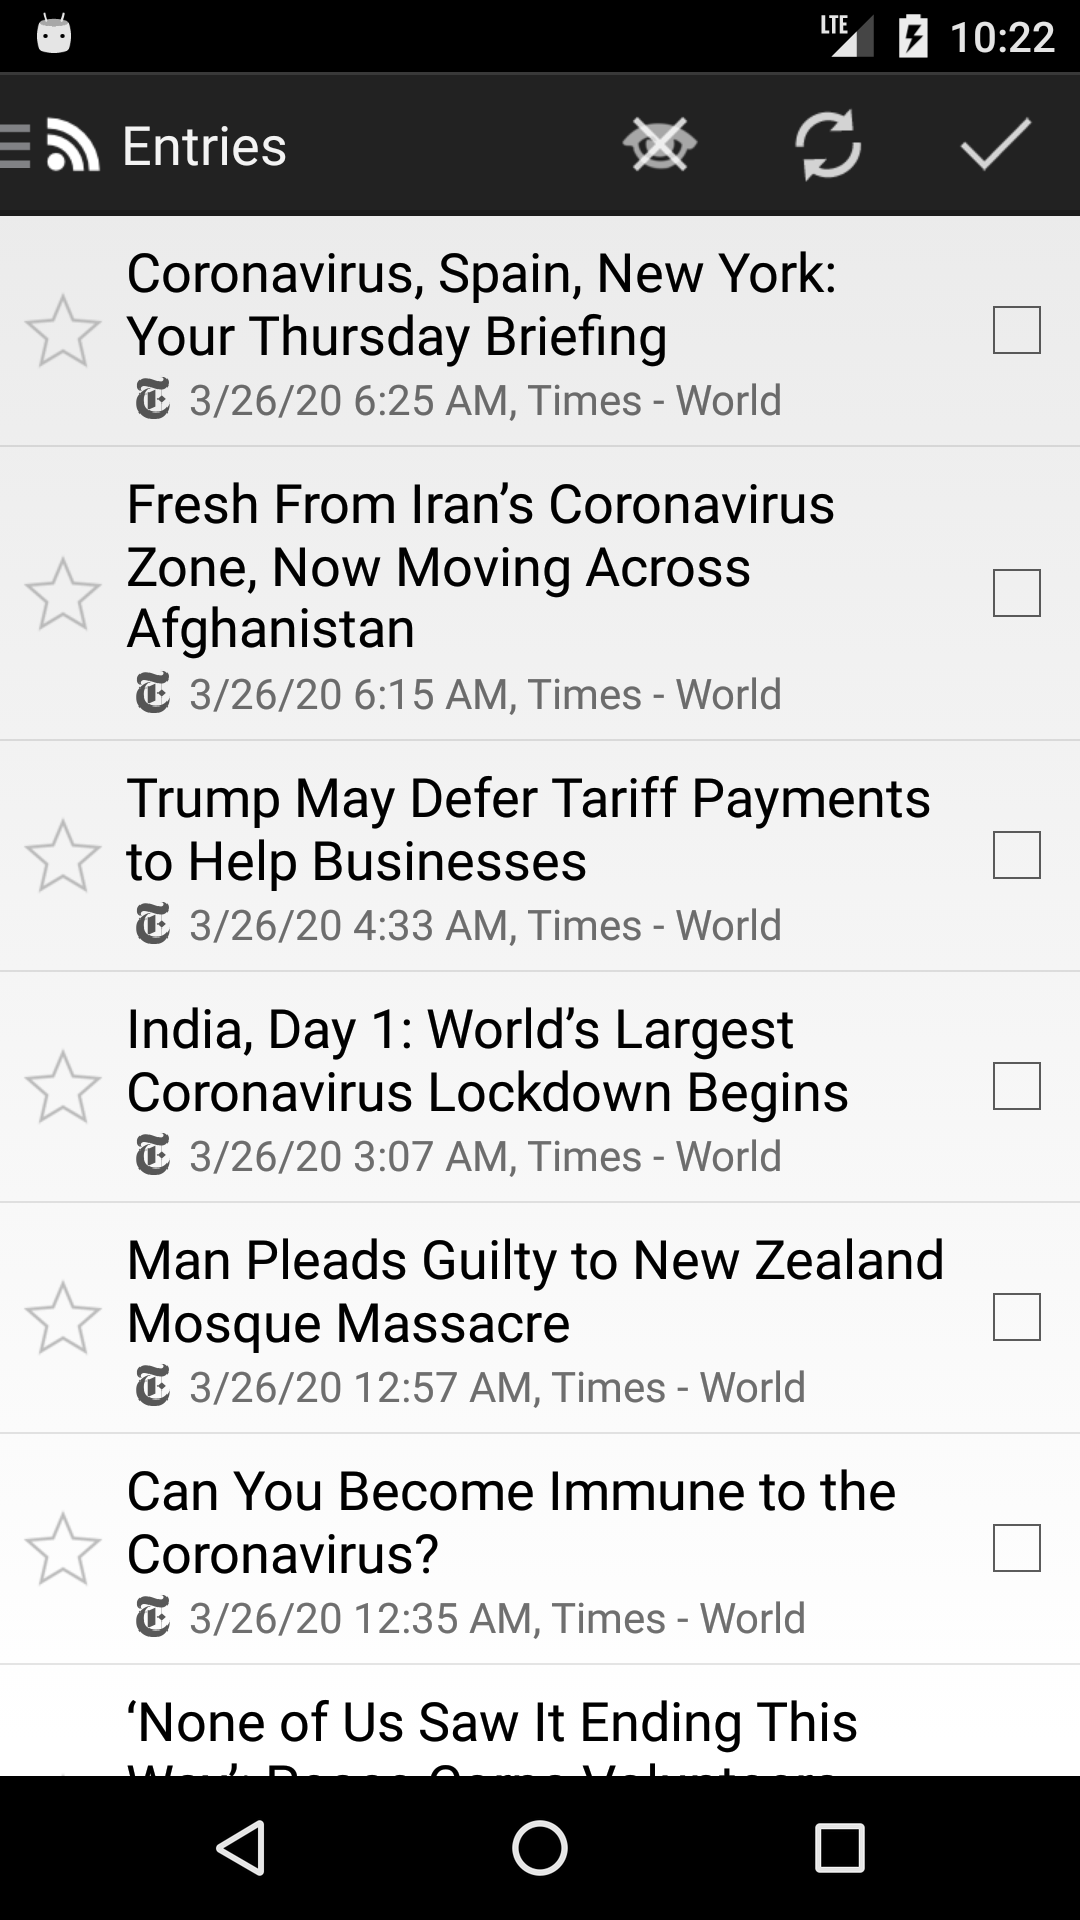 LTE 10:22
Entries
Coronavirus, Spain, New York:
Your Thursday Briefing
3/26/20 6:25 AM, Times - World
Fresh From Iran’s Coronavirus
Zone, Now Moving Across
Afghanistan
3/26/20 6:15 AM, Times - World
Trump May Defer Tariff Payments
to Help Businesses
3/26/20 4:33 AM, Times - World
India, Day 1: World’s Largest
Coronavirus Lockdown Begins
3/26/20 3:07 AM, Times - World
Man Pleads Guilty to New Zealand
Mosque Massacre
3/26/20 12:57 AM, Times - World
Can You Become Immune to the
Coronavirus?
3/26/20 12:35 AM, Times - World
‘None of Us Saw It Ending This
Way’: Peace Corps Volunteers